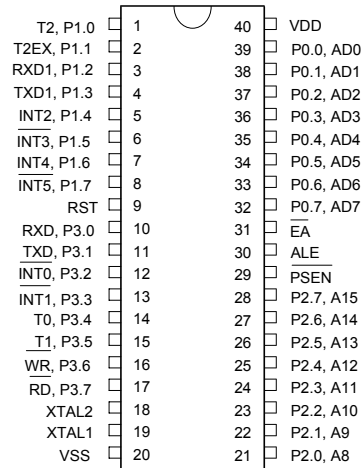 T2, P1.0 1 40 VDD
T2EX, P1.1 2 39 P0.0, AD0
RXD1, P1.2 3 38 P0.1, AD1
TXD1, P1.3 4 37 P0.2, AD2
INT2, P1.4 5 36 P0.3, AD3
INT3, P1.5 6 35 P0.4, AD4
INT4, P1.6 7 34 P0.5, AD5
INT5, P1.7 8 33 P0.6, AD6
RST 9 32 P0.7, AD7
RXD, P3.0 10 31 EA
TXD, P3.1 11 30 ALE
INT0, P3.2 12 29 PSEN
INT1, P3.3 13 28 P2.7, A15
T0, P3.4 14 27 P2.6, A14
T1, P3.5 15 26 P2.5, A13
WR, P3.6 16 25 P2.4, A12
RD, P3.7 17 24 P2.3, A11
XTAL2 18 23 P2.2, A10
XTAL1 19 22 P2.1, A9
VSS 20 21 P2.0, A8